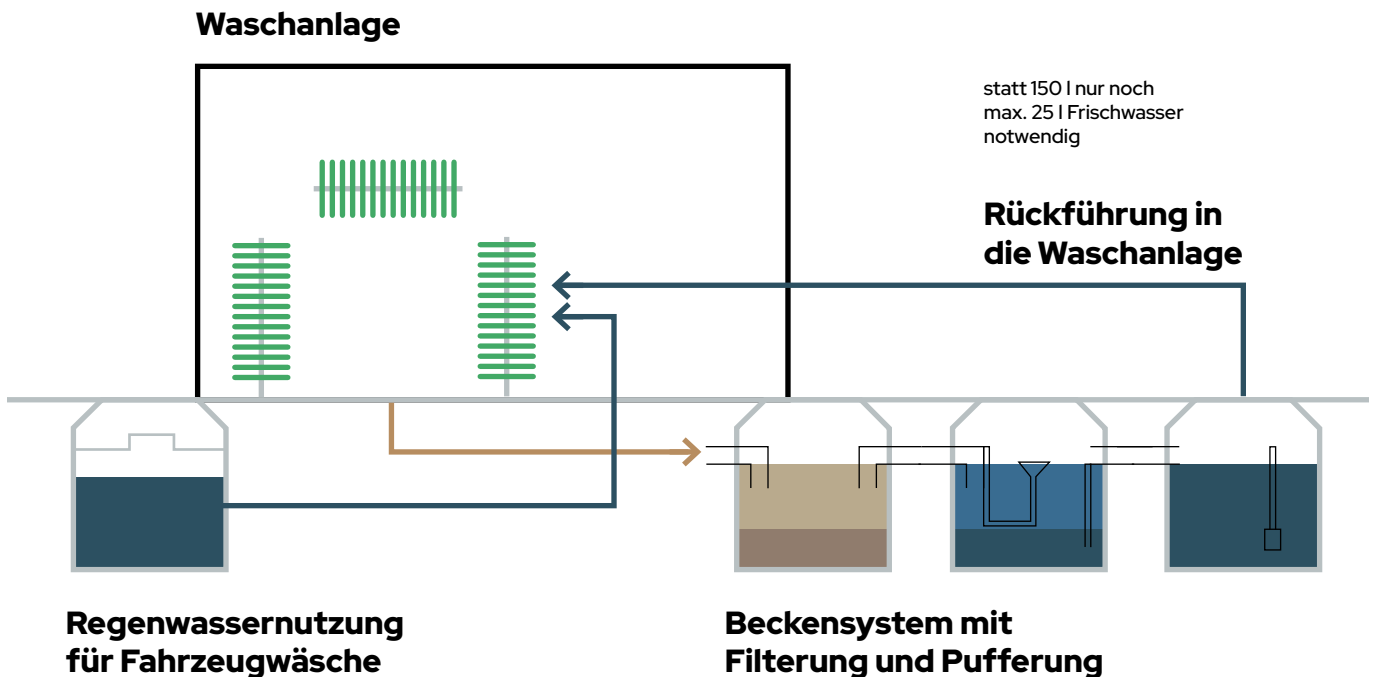 Waschanlage
statt 150 l nur noch
max. 25 l Frischwasser
notwendig
Rückführung in
die Waschanlage
Regenwassernutzung
für Fahrzeugwäsche
Beckensystem mit
Filterung und Pufferung